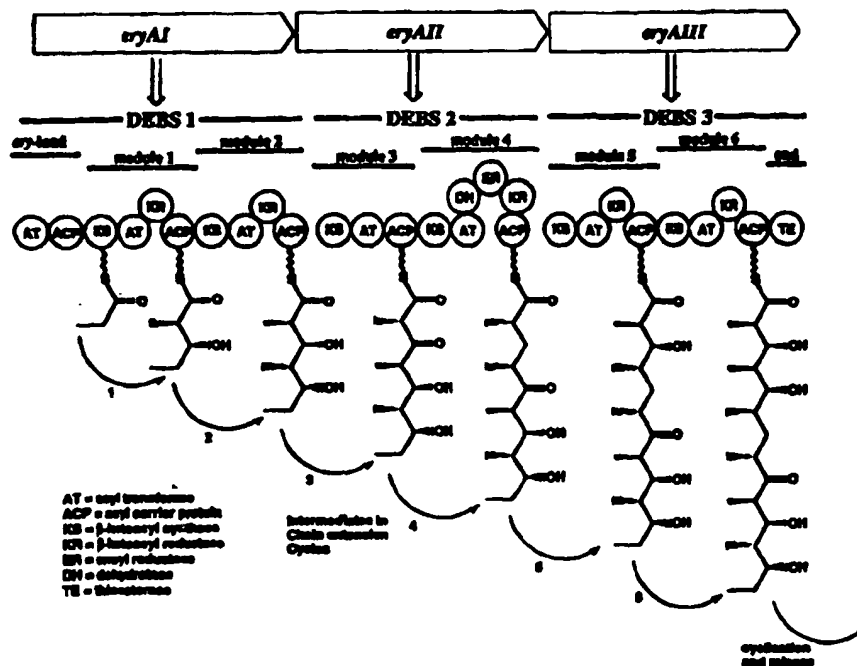 eryAI eryAII eryAIII
DEBS 1 DEBS 2 DEBS 3
ery-load module 1 module 2 module 3 module 4 module 5 module 6 end
AT ACP KS AT KR ACP KS AT KR ACP KS AT ACP KS AT DH ER KR ACP KS AT KR ACP KS AT KR ACP TE
S S S S S S S
O O O O O O O
OH OH OH O OH OH O OH OH OH O OH OH OH OH O OH OH
1
2
3
4
5
6
AT = acyl transferase
ACP = acyl carrier protein
KS = β-ketoacyl synthase
KR = β-ketoacyl reductase
ER = enoyl reductase
DH = dehydratase
TE = thioesterase
Intermediates in
Chain extension
Cycles
cyclisation
and release